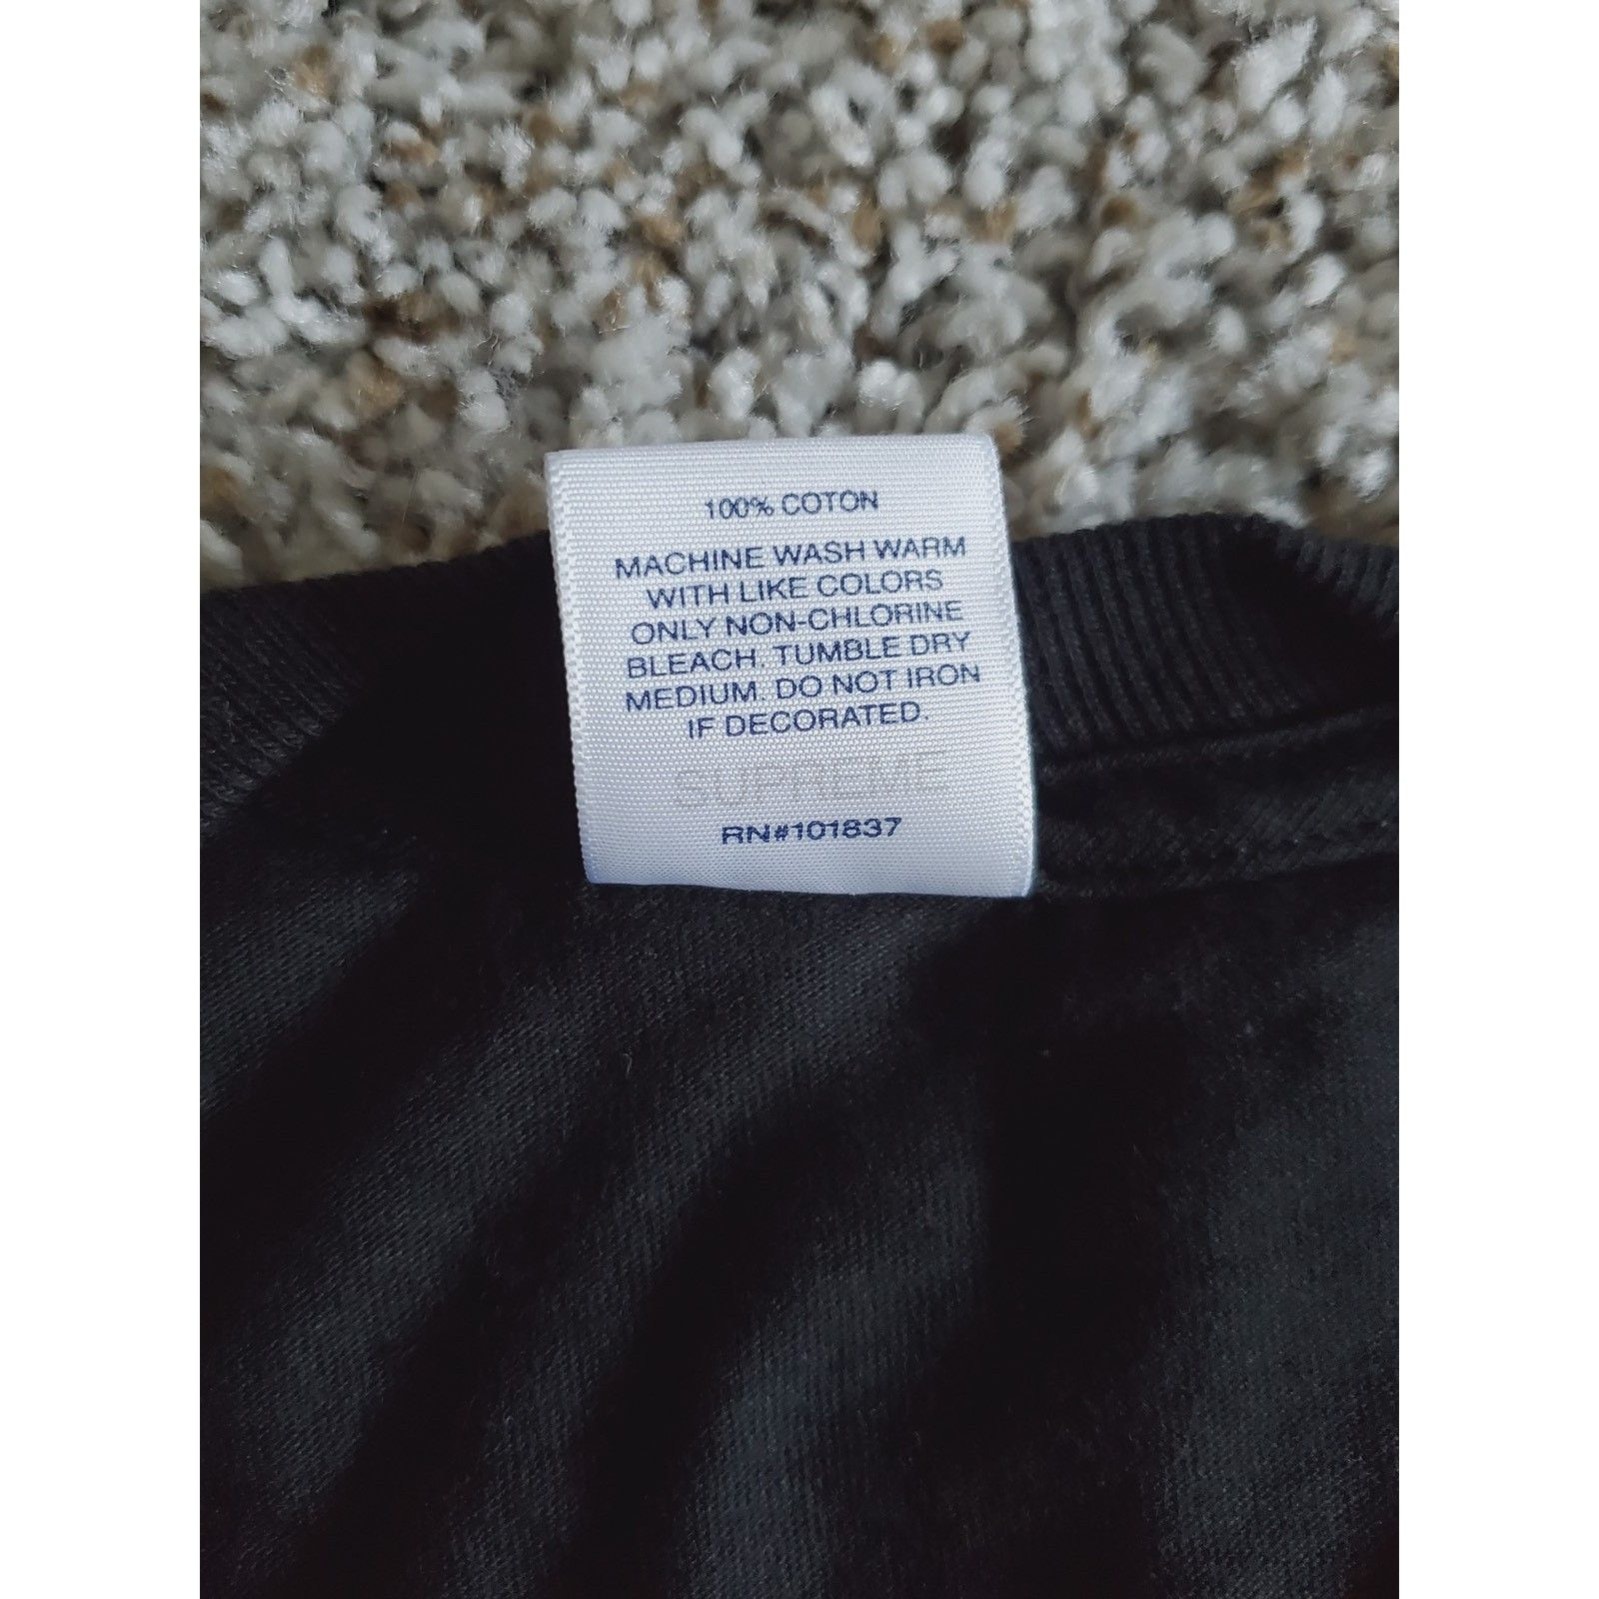 100% COTON
MACHINE WASH WARM
WITH LIKE COLORS
ONLY NON-CHLORINE
BLEACH. TUMBLE DRY
MEDIUM. DO NOT IRON
IF DECORATED.
SUPREME
RN#101837